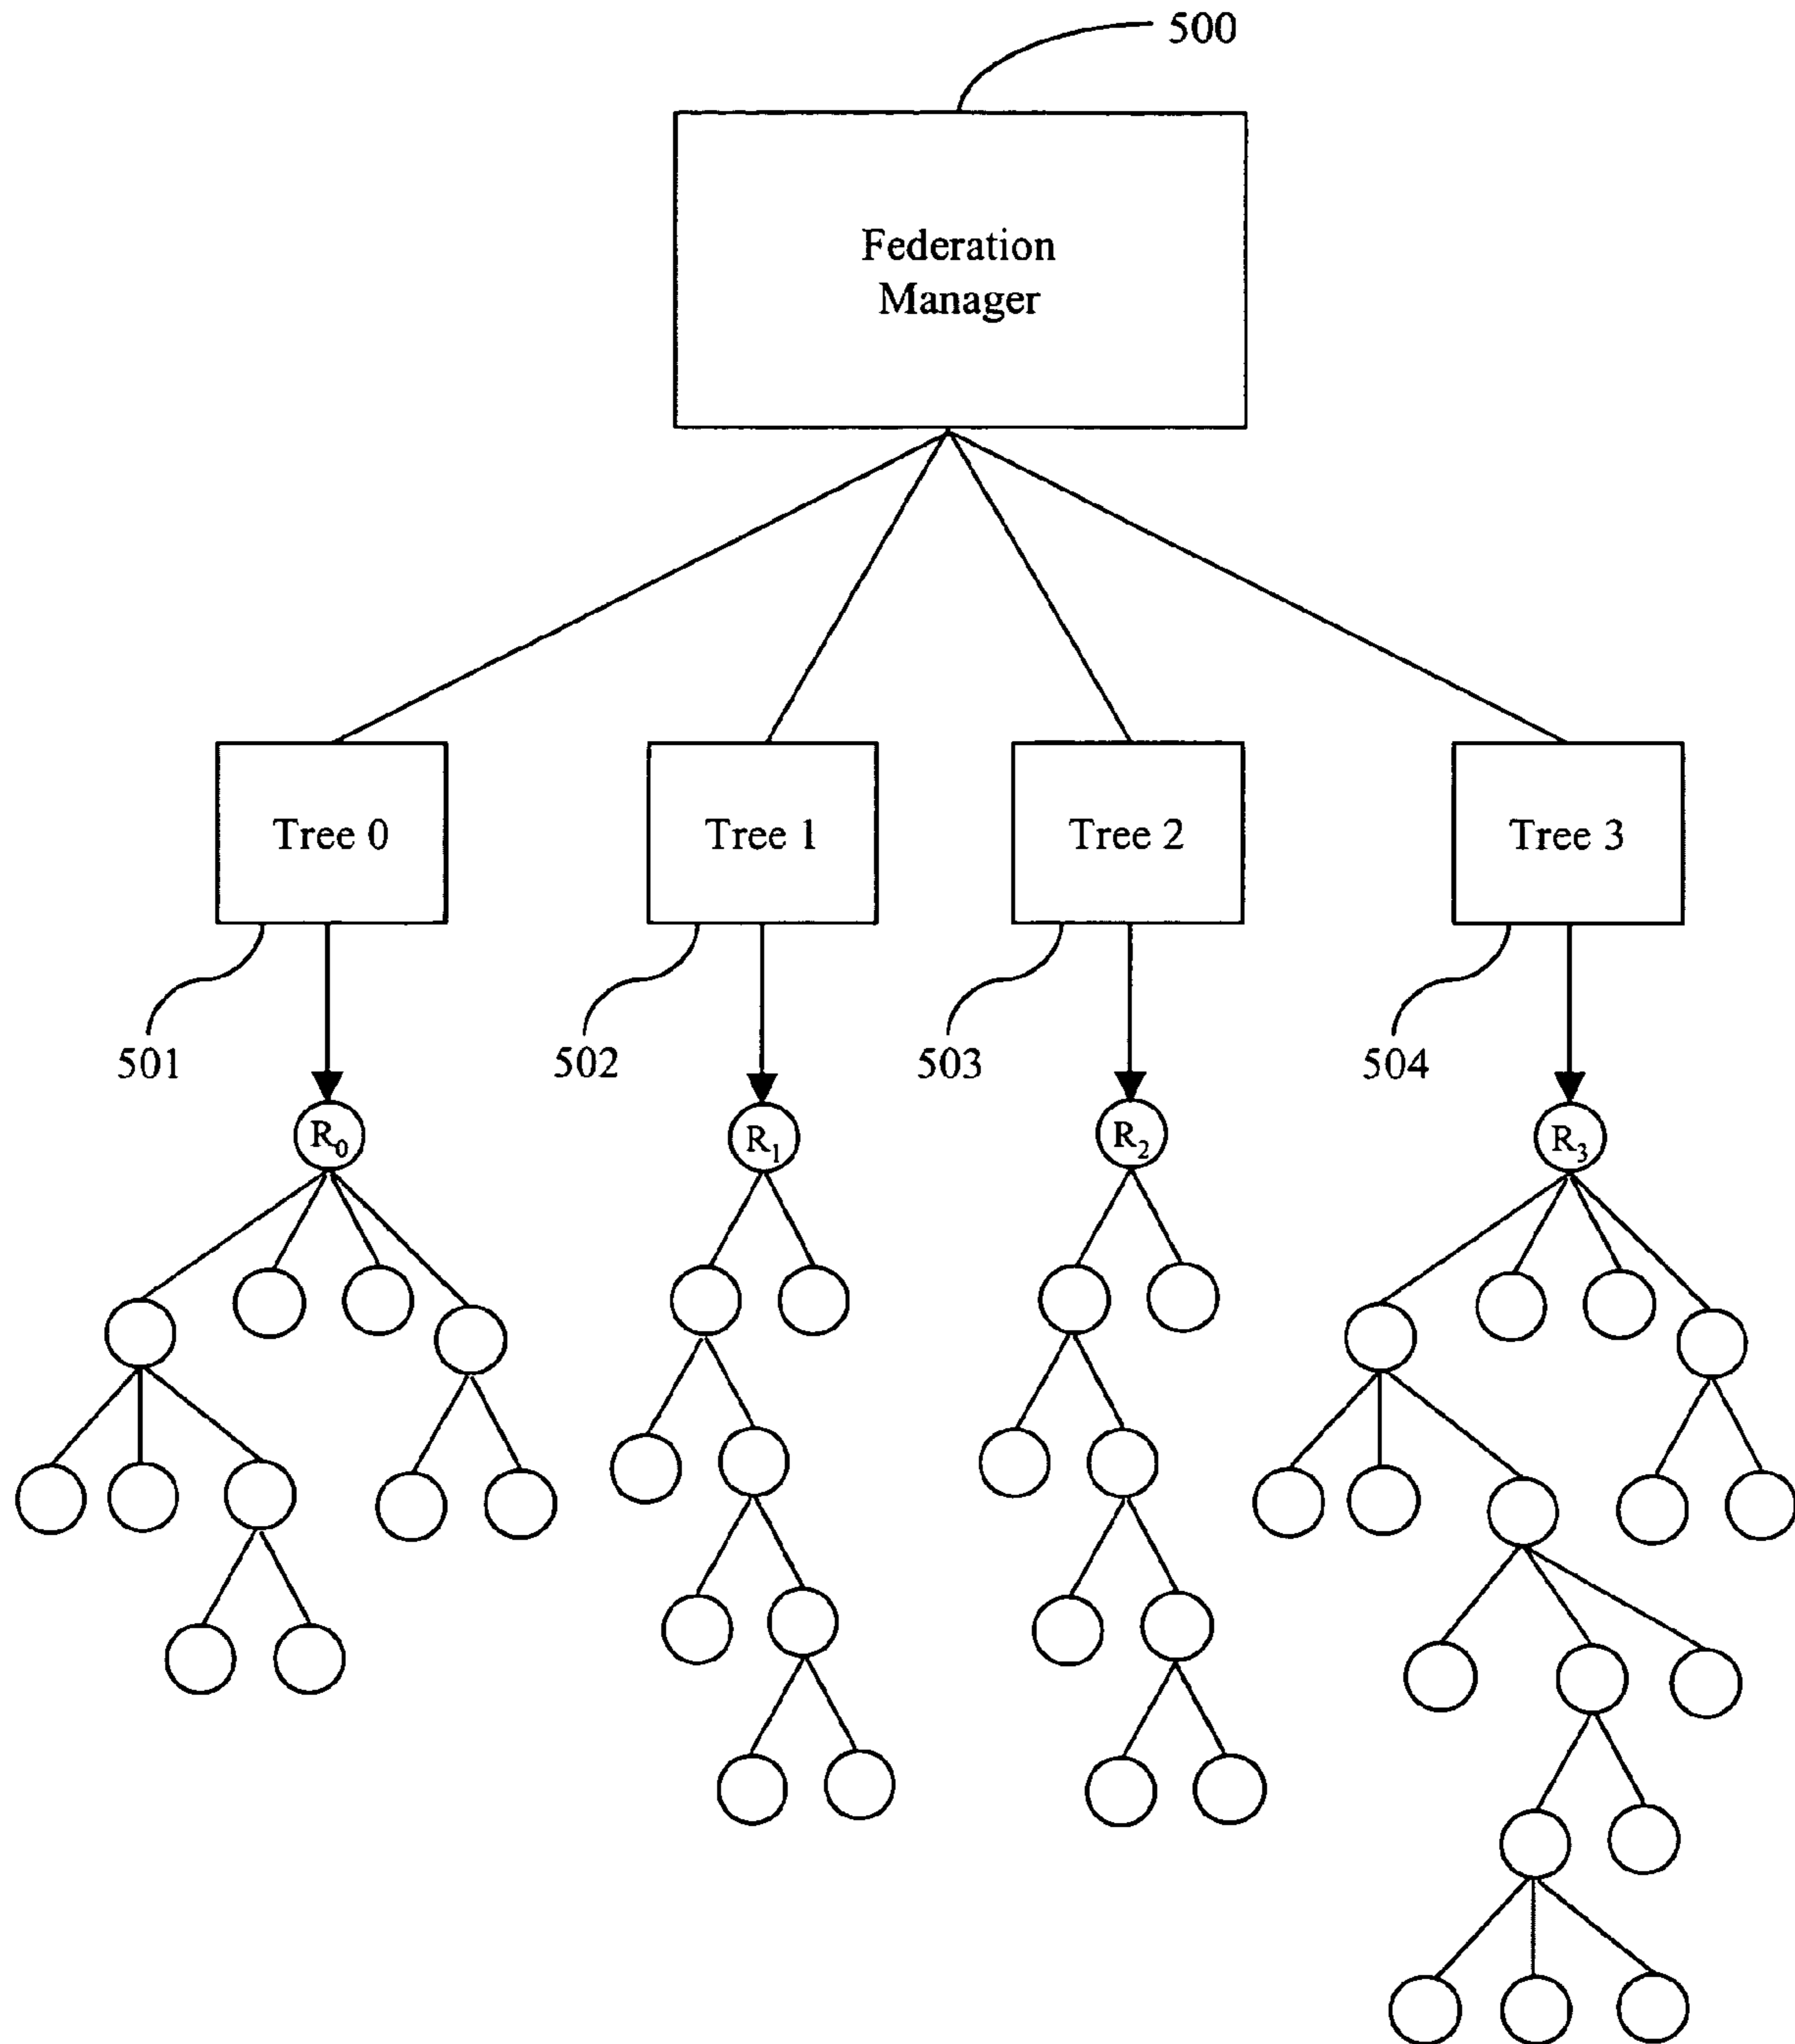 500
Federation
Manager
Tree 0
Tree 1
Tree 2
Tree 3
501
502
503
504
R₀
R₁
R₂
R₃